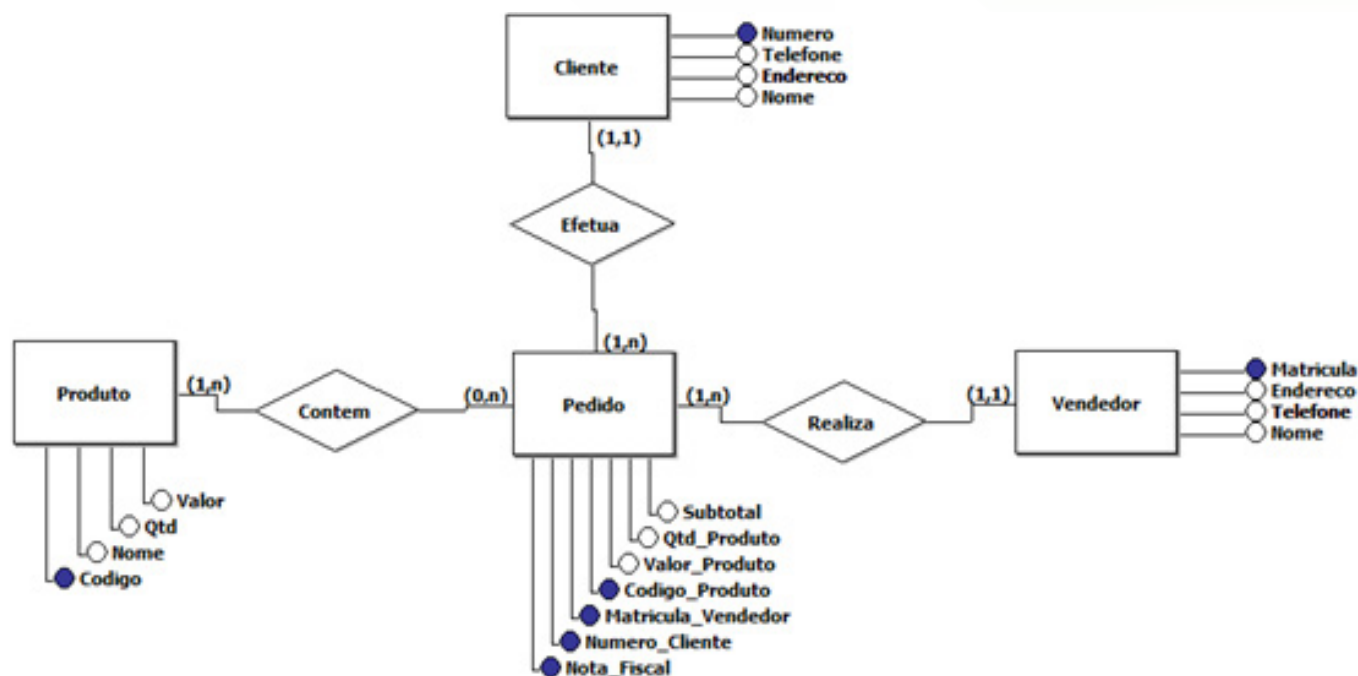 Cliente
Numero
Telefone
Endereco
Nome
(1,1)
Efetua
(1,n)
Produto
(1,n)
Contem
(0,n)
Pedido
(1,n)
Realiza
(1,1)
Vendedor
Matricula
Endereco
Telefone
Nome
Valor
Qtd
Nome
Codigo
Subtotal
Qtd_Produto
Valor_Produto
Codigo_Produto
Matricula_Vendedor
Numero_Cliente
Nota_Fiscal